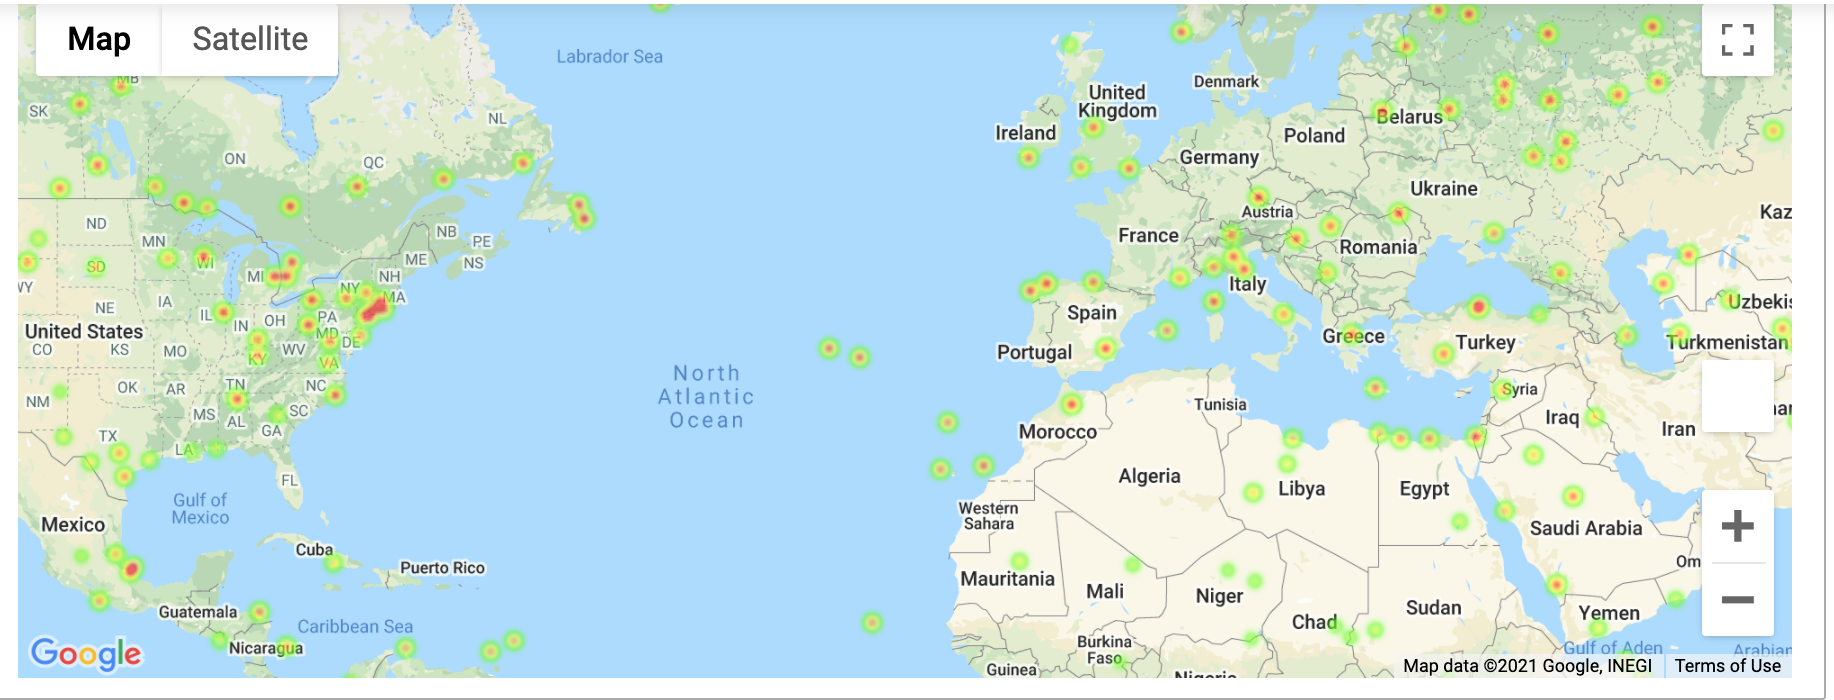 Map
Satellite
Labrador Sea
Denmark
MB
SK
United
Kingdom
NL
Ireland
Belarus
Poland
ON
QC
Germany
Ukraine
Austria
Kaz
ND
NB
PE
MN
France
Romania
SD
WI
MI
NH
ME
NS
WY
NY
MA
Italy
NE
IA
IL
IN
OH
PA
Spain
Uzbekis
United States
MD
DE
Greece
Turkey
Turkmenistan
CO
KS
MO
KY
WV
VA
Portugal
North
Atlantic
Ocean
OK
AR
TN
NC
Syria
NM
MS
AL
SC
Tunisia
Iraq
Iran
TX
GA
Morocco
LA
Algeria
FL
Libya
Egypt
Gulf of
Mexico
Western
Sahara
Mexico
Saudi Arabia
Cuba
Puerto Rico
Om
Mauritania
Mali
Niger
Guatemala
Sudan
Yemen
Caribbean Sea
Chad
Nicaragua
Burkina
Faso
Gulf of Aden
Arabian
Google
Guinea
Nigeria
Map data ©2021 Google, INEGI
Terms of Use